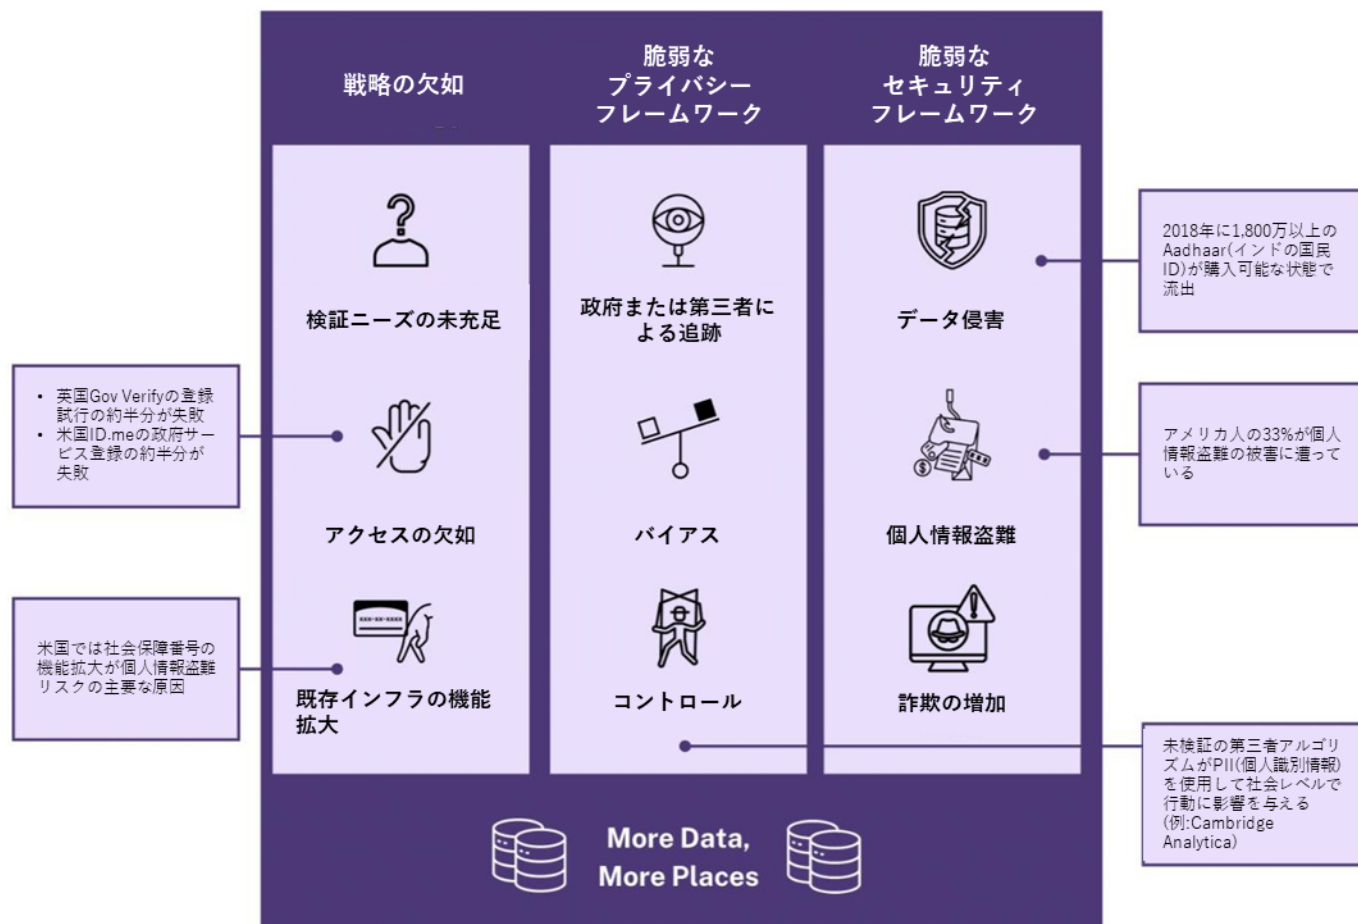 戦略の欠如
脆弱な
プライバシー
フレームワーク
脆弱な
セキュリティ
フレームワーク
検証ニーズの未充足
政府または第三者に
よる追跡
データ侵害
2018年に1,800万以上の
Aadhaar(インドの国民
ID)が購入可能な状態で
流出
• 英国Gov Verifyの登録
試行の約半分が失敗
• 米国ID.meの政府サー
ビス登録の約半分が
失敗
アクセスの欠如
バイアス
個人情報盗難
アメリカ人の33%が個人
情報盗難の被害に遭って
いる
米国では社会保障番号の
機能拡大が個人情報盗難
リスクの主要な原因
xxx-xx-xxxx
$
既存インフラの機能
拡大
コントロール
詐欺の増加
未検証の第三者アルゴリ
ズムがPII(個人識別情報)
を使用して社会レベルで
行動に影響を与える
(例:Cambridge
Analytica)
More Data,
More Places